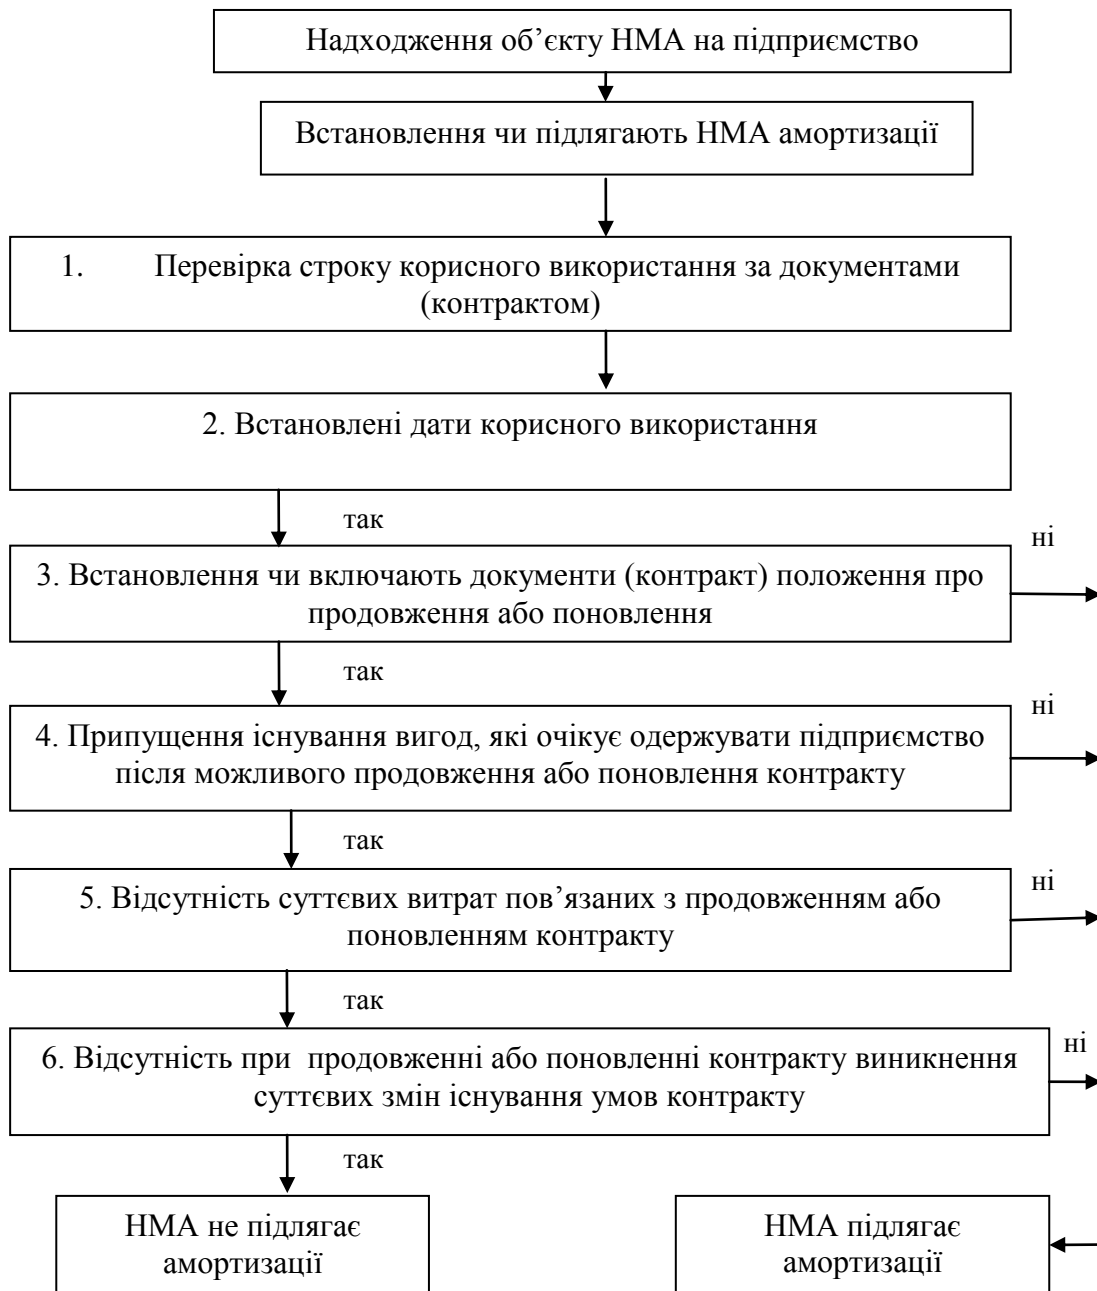 Надходження об’єкту НМА на підприємство
Встановлення чи підлягають НМА амортизації
1. Перевірка строку корисного використання за документами
(контрактом)
2. Встановлені дати корисного використання
так
ні
3. Встановлення чи включають документи (контракт) положення про
продовження або поновлення
так
ні
4. Припущення існування вигод, які очікує одержувати підприємство
після можливого продовження або поновлення контракту
так
ні
5. Відсутність суттєвих витрат пов’язаних з продовженням або
поновленням контракту
так
ні
6. Відсутність при продовженні або поновленні контракту виникнення
суттєвих змін існування умов контракту
так
НМА не підлягає
амортизації
НМА підлягає
амортизації